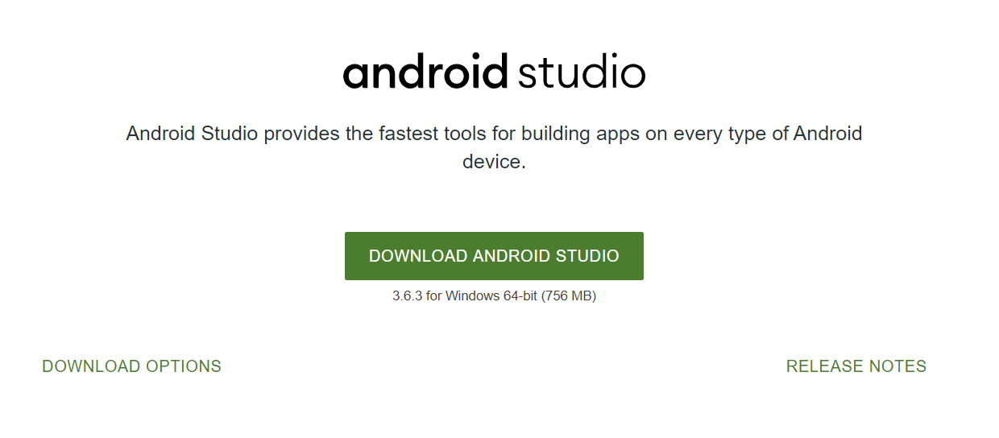 android studio
Android Studio provides the fastest tools for building apps on every type of Android
device.
DOWNLOAD ANDROID STUDIO
3.6.3 for Windows 64-bit (756 MB)
DOWNLOAD OPTIONS
RELEASE NOTES